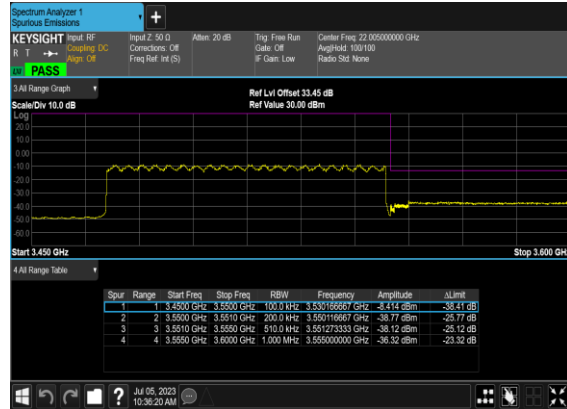 Spectrum Analyzer 1
Spurious Emissions
+
KEYSIGHT Input: RF Input Z: 50 Ω Atten: 20 dB Trig: Free Run Center Freq: 22.005000000 GHz
R T Coupling: DC Corrections: Off Gate: Off Avg|Hold: 100/100
Align: Off Freq Ref: Int (S) IF Gain: Low Radio Std: None
PASS
3 All Range Graph
Ref Lvl Offset 33.45 dB
Scale/Div 10.0 dB Ref Value 30.00 dBm
Log
20.0
10.0
0.00
-10.0
-20.0
-30.0
-40.0
-50.0
-60.0
Start 3.450 GHz Stop 3.600 GH
4 All Range Table
Spur Range Start Freq Stop Freq RBW Frequency Amplitude ΔLimit
1 1 3.4500 GHz 3.5500 GHz 100.0 kHz 3.530166667 GHz -8.414 dBm -38.41 dB
2 2 3.5500 GHz 3.5510 GHz 200.0 kHz 3.550116667 GHz -38.77 dBm -25.77 dB
3 3 3.5510 GHz 3.5550 GHz 510.0 kHz 3.551273333 GHz -38.12 dBm -25.12 dB
4 4 3.5550 GHz 3.6000 GHz 1.000 MHz 3.555000000 GHz -36.32 dBm -23.32 dB
?
Jul 05, 2023
10:36:20 AM